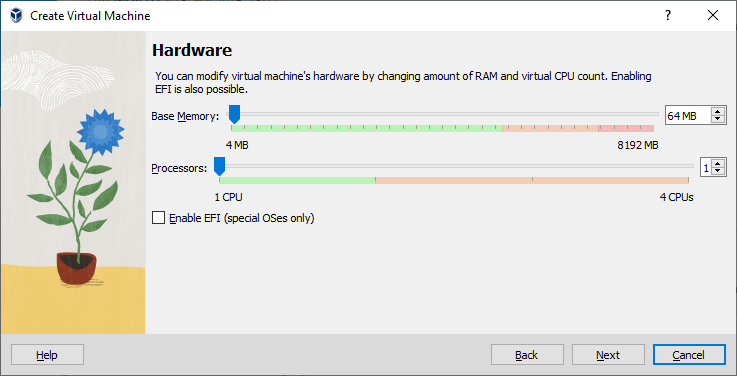 Create Virtual Machine
Hardware
You can modify virtual machine's hardware by changing amount of RAM and virtual CPU count. Enabling
EFI is also possible.
Base Memory: 64 MB
4 MB 8192 MB
Processors: 1
1 CPU 4 CPUs
Enable EFI (special OSes only)
Help Back Next Cancel